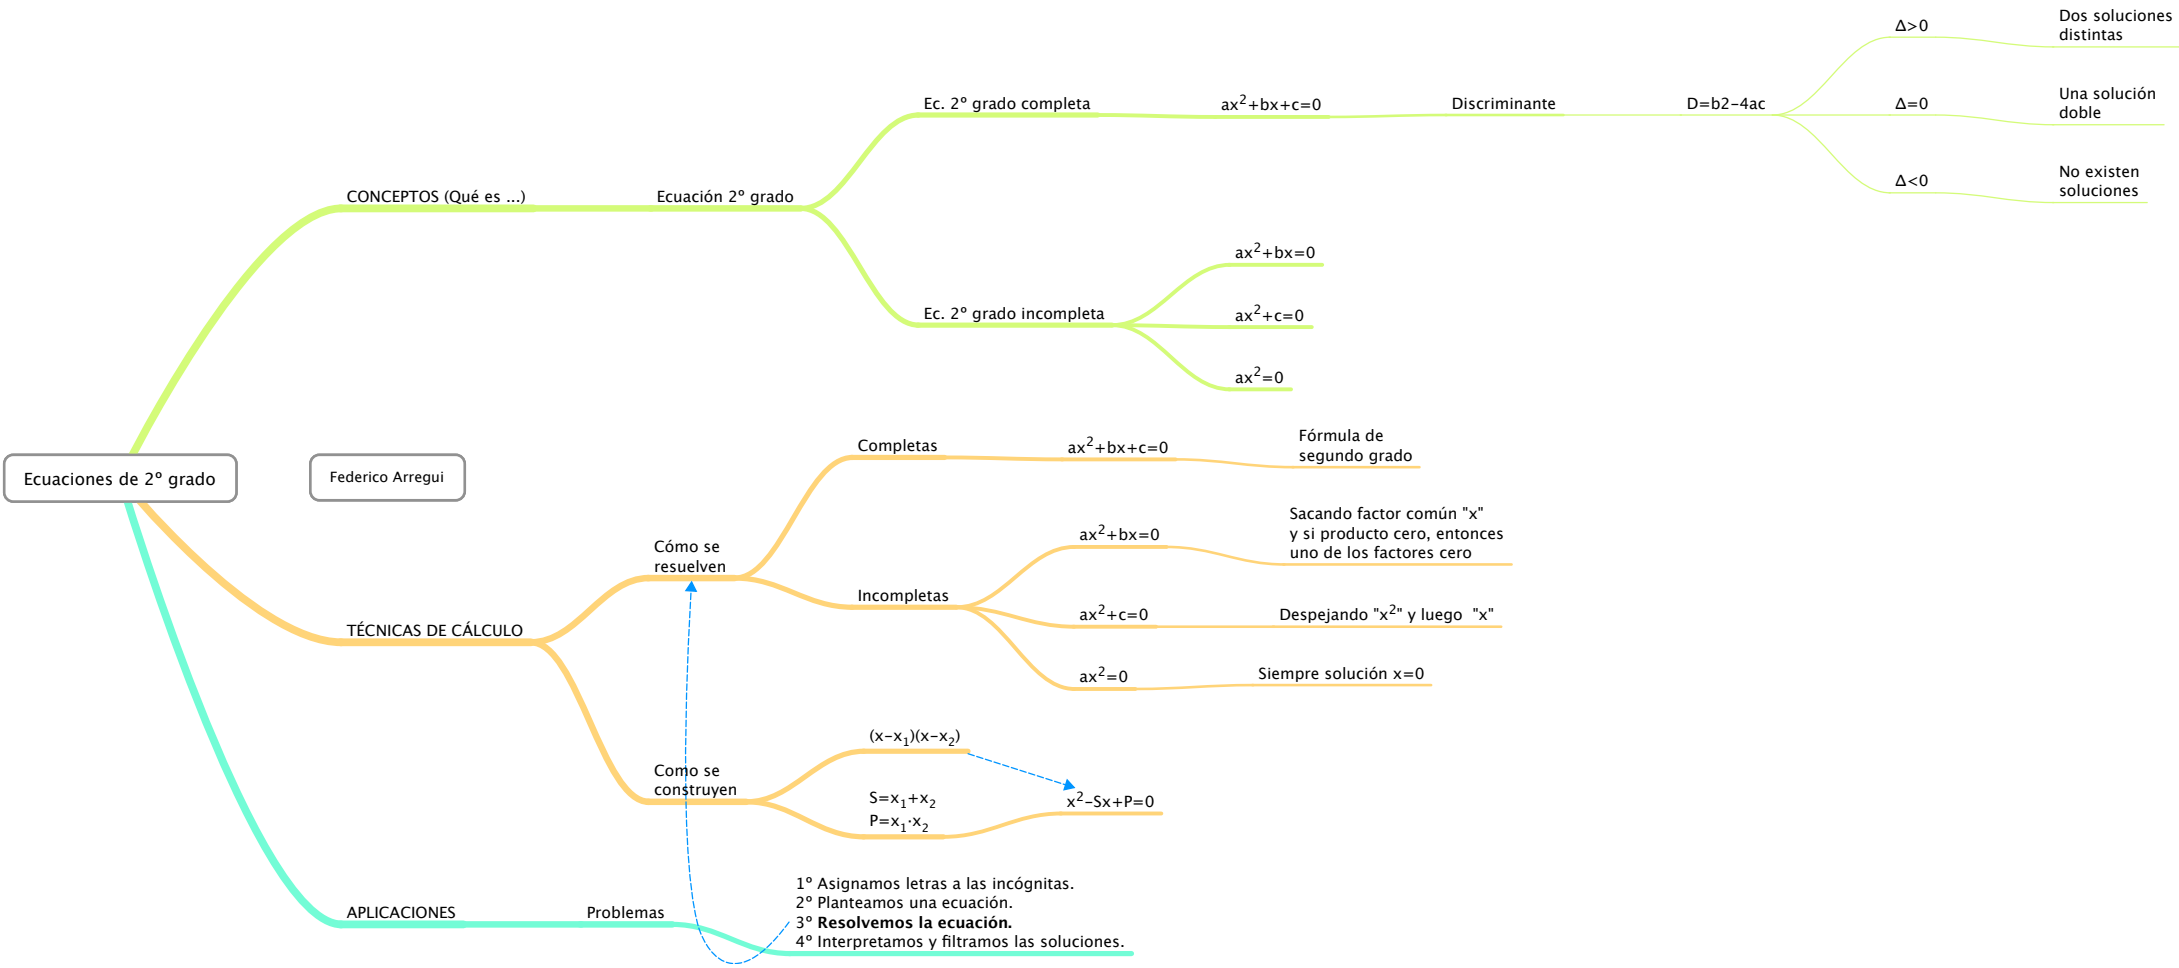 Ecuaciones de 2º grado
Federico Arregui
CONCEPTOS (Qué es ...)
Ecuación 2º grado
Ec. 2º grado completa
ax²+bx+c=0
Discriminante
D=b2-4ac
Δ>0
Dos soluciones
distintas
Δ=0
Una solución
doble
Δ<0
No existen
soluciones
Ec. 2º grado incompleta
ax²+bx=0
ax²+c=0
ax²=0
TÉCNICAS DE CÁLCULO
Cómo se
resuelven
Completas
ax²+bx+c=0
Fórmula de
segundo grado
Incompletas
ax²+bx=0
Sacando factor común "x"
y si producto cero, entonces
uno de los factores cero
ax²+c=0
Despejando "x²" y luego "x"
ax²=0
Siempre solución x=0
Como se
construyen
(x-x₁)(x-x₂)
S=x₁+x₂
P=x₁·x₂
x²-Sx+P=0
APLICACIONES
Problemas
1º Asignamos letras a las incógnitas.
2º Planteamos una ecuación.
3º Resolvemos la ecuación.
4º Interpretamos y filtramos las soluciones.